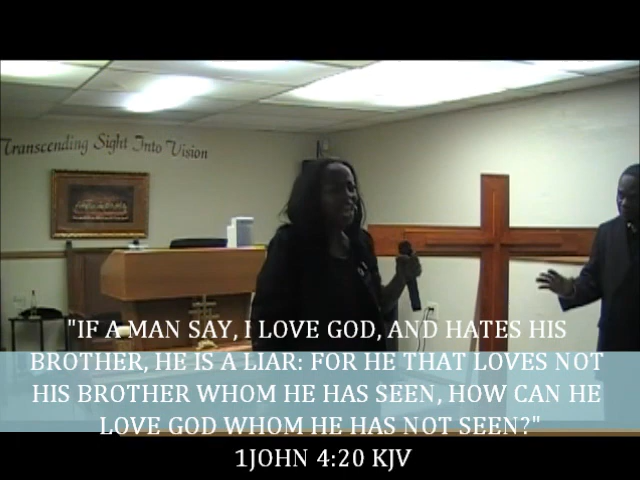 Transcending Sight Into Vision
"IF A MAN SAY, I LOVE GOD, AND HATES HIS
BROTHER, HE IS A LIAR: FOR HE THAT LOVES NOT
HIS BROTHER WHOM HE HAS SEEN, HOW CAN HE
LOVE GOD WHOM HE HAS NOT SEEN?"
1JOHN 4:20 KJV